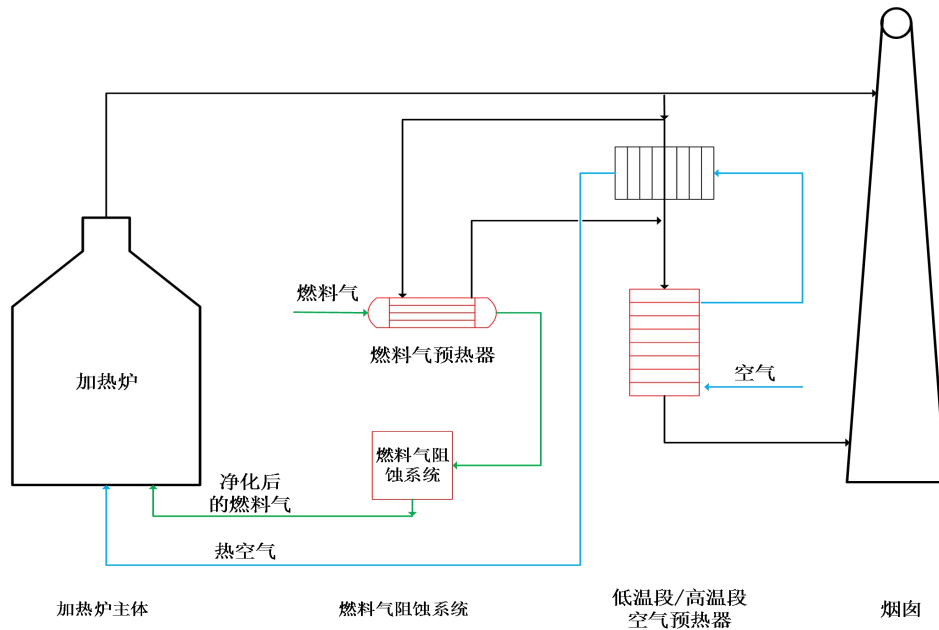 燃料气
燃料气预热器
加热炉
空气
燃料气阻
蚀系统
净化后
的燃料气
热空气
加热炉主体
燃料气阻蚀系统
低温段/高温段
空气预热器
烟囱